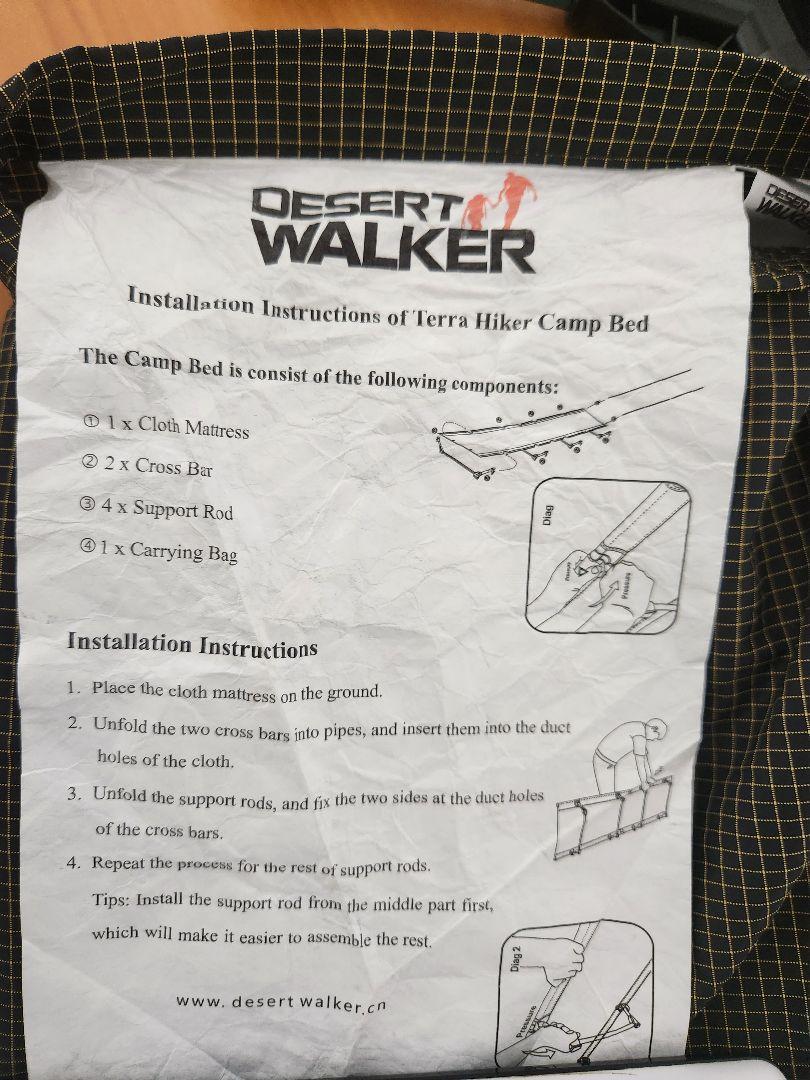 DESERT
WALKER
DESER
WALK
Installation Instructions of Terra Hiker Camp Bed
The Camp Bed is consist of the following components:
① 1 x Cloth Mattress
② 2 x Cross Bar
③ 4 x Support Rod
④ 1 x Carrying Bag
Diag
Pressure
Pressure
Installation Instructions
1. Place the cloth mattress on the ground.
2. Unfold the two cross bars into pipes, and insert them into the duct
holes of the cloth.
3. Unfold the support rods, and fix the two sides at the duct holes
of the cross bars.
4. Repeat the process for the rest of support rods.
Tips: Install the support rod from the middle part first,
which will make it easier to assemble the rest.
Diag 2
Presssure
www.desertwalker.cn